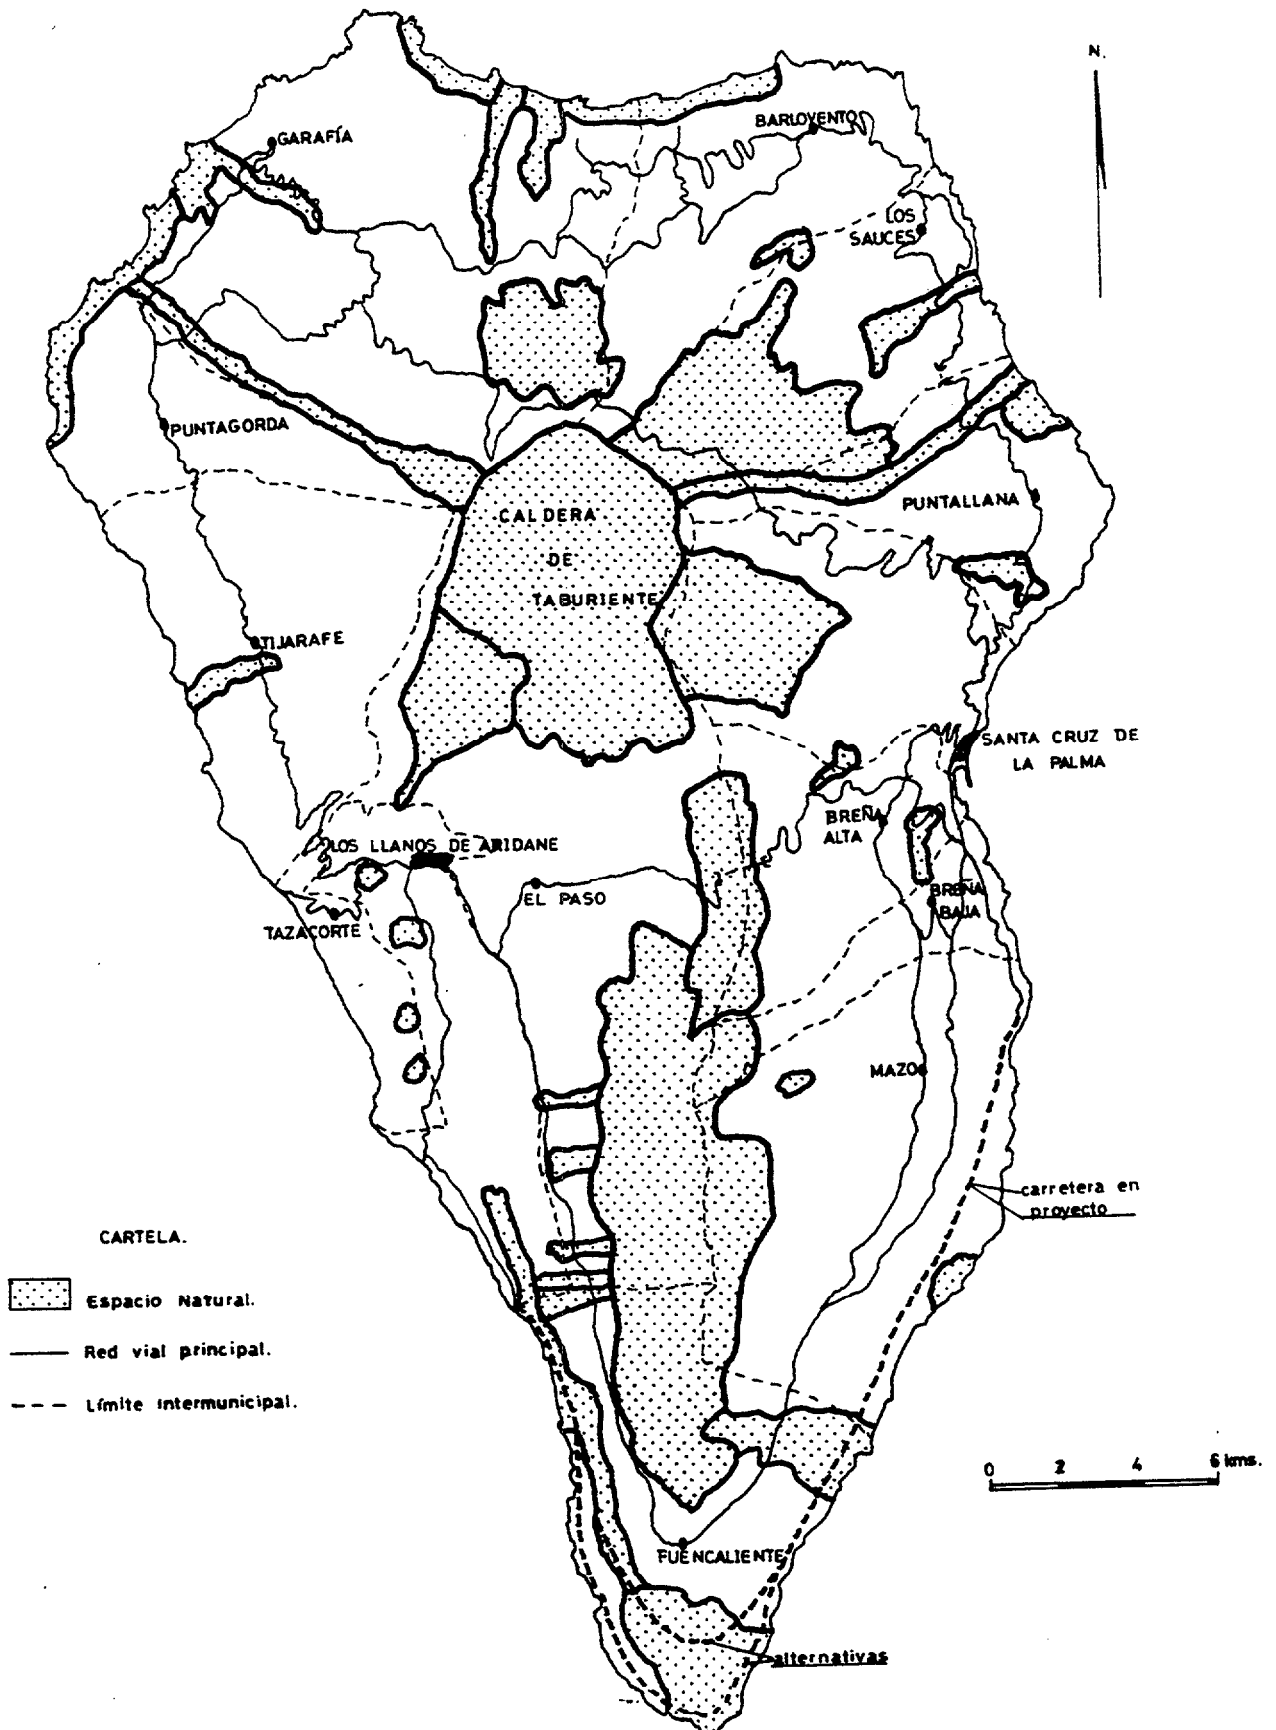 N.
BARLOVENTO
GARAFÍA
LOS
SAUCES
PUNTAGORDA
PUNTALLANA
CALDERA
DE
TABURIENTE
TIJARAFE
SANTA CRUZ DE
LA PALMA
BREÑA
ALTA
LOS LLANOS DE ARIDANE
EL PASO
BREÑA
BAJA
TAZACORTE
MAZO
carretera en
proyecto
CARTELA.
Espacio Natural.
Red vial principal.
Límite intermunicipal.
0 2 4 6 kms.
FUENCALIENTE
alternativas